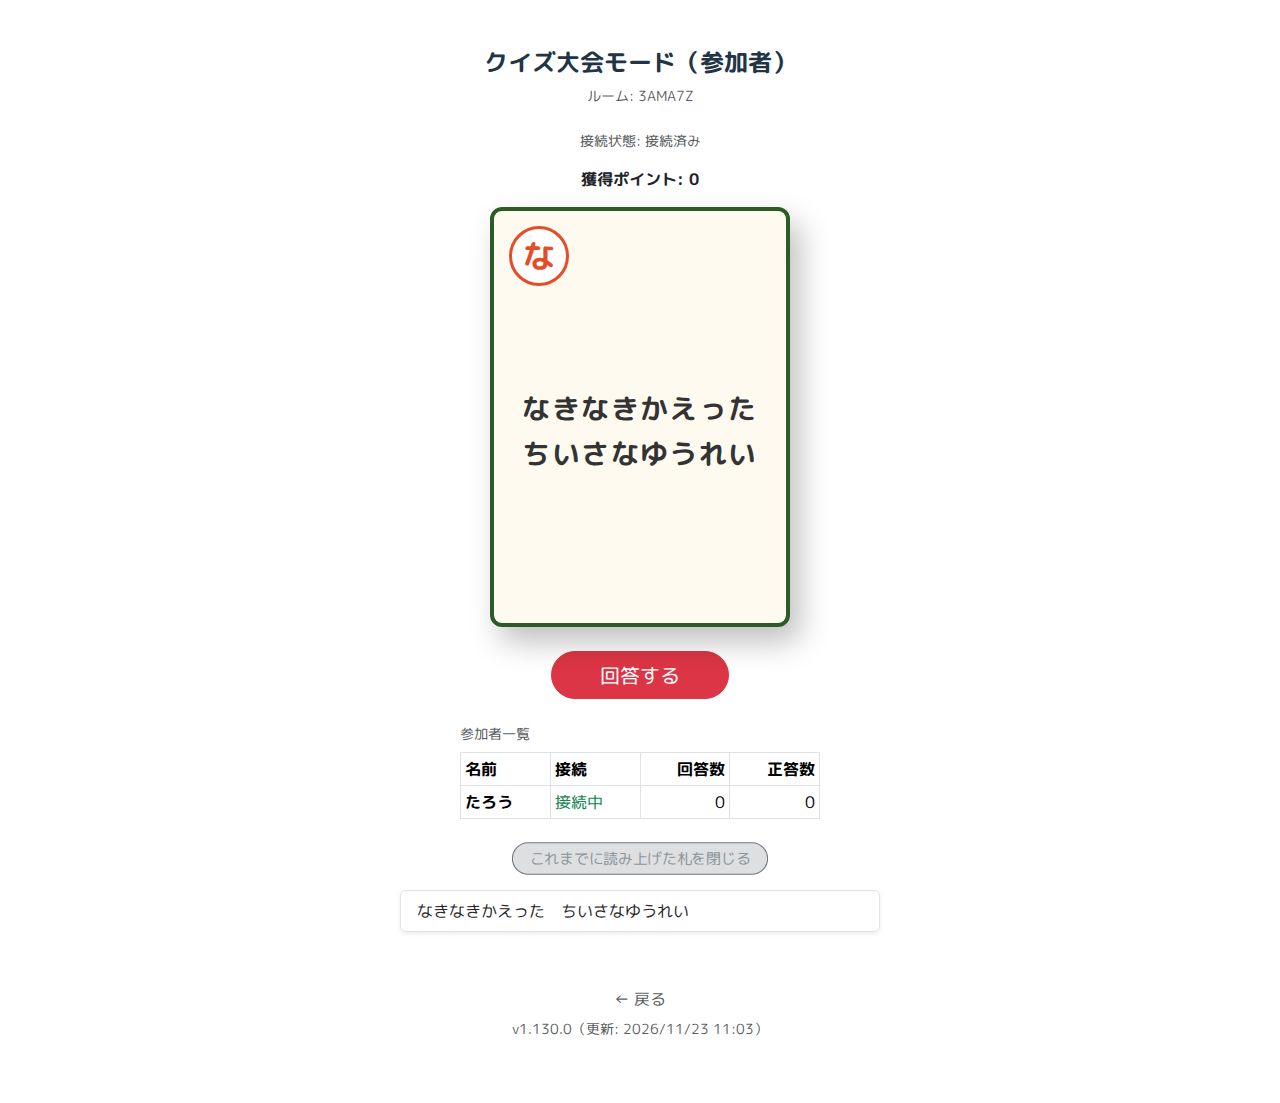 クイズ大会モード（参加者）
ルーム: 3AMA7Z
接続状態: 接続済み
獲得ポイント: 0
な
なきなきかえった
ちいさなゆうれい
回答する
参加者一覧
名前 接続 回答数 正答数
たろう 接続中 0 0
これまでに読み上げた札を閉じる
なきなきかえった　ちいさなゆうれい
← 戻る
v1.130.0（更新: 2026/11/23 11:03）